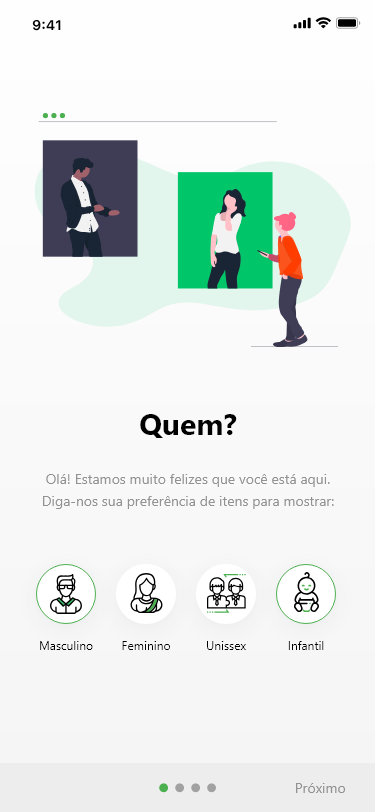 9:41
Quem?
Olá! Estamos muito felizes que você está aqui.
Diga-nos sua preferência de itens para mostrar:
Masculino Feminino Unissex Infantil
Próximo